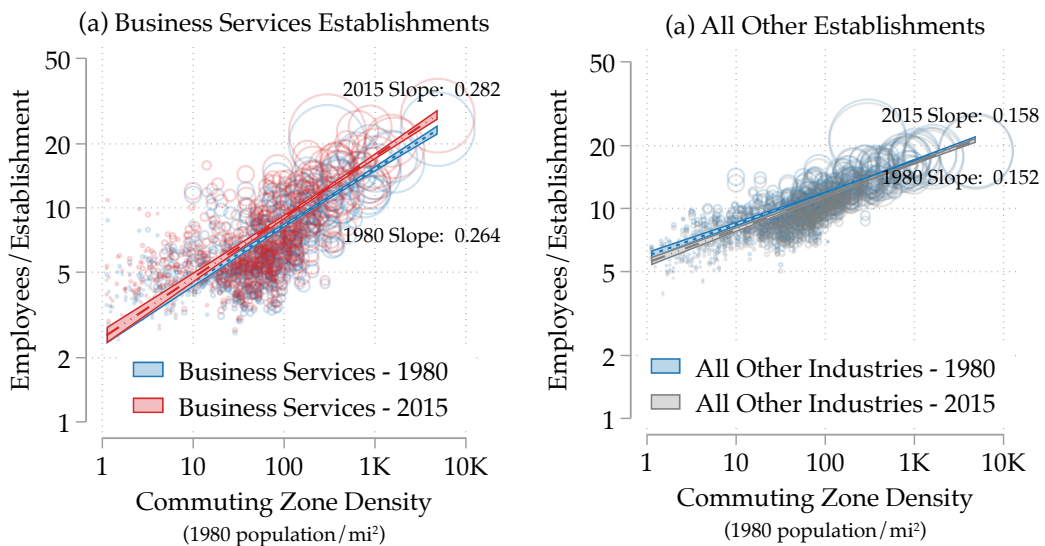 (a) Business Services Establishments
Employees/Establishment
50
20
10
5
2
1
2015 Slope: 0.282
1980 Slope: 0.264
Business Services - 1980
Business Services - 2015
1
10
100
1K
10K
Commuting Zone Density
(1980 population/mi²)
(a) All Other Establishments
Employees/Establishment
50
20
10
5
2
1
2015 Slope: 0.158
1980 Slope: 0.152
All Other Industries - 1980
All Other Industries - 2015
1
10
100
1K
10K
Commuting Zone Density
(1980 population/mi²)